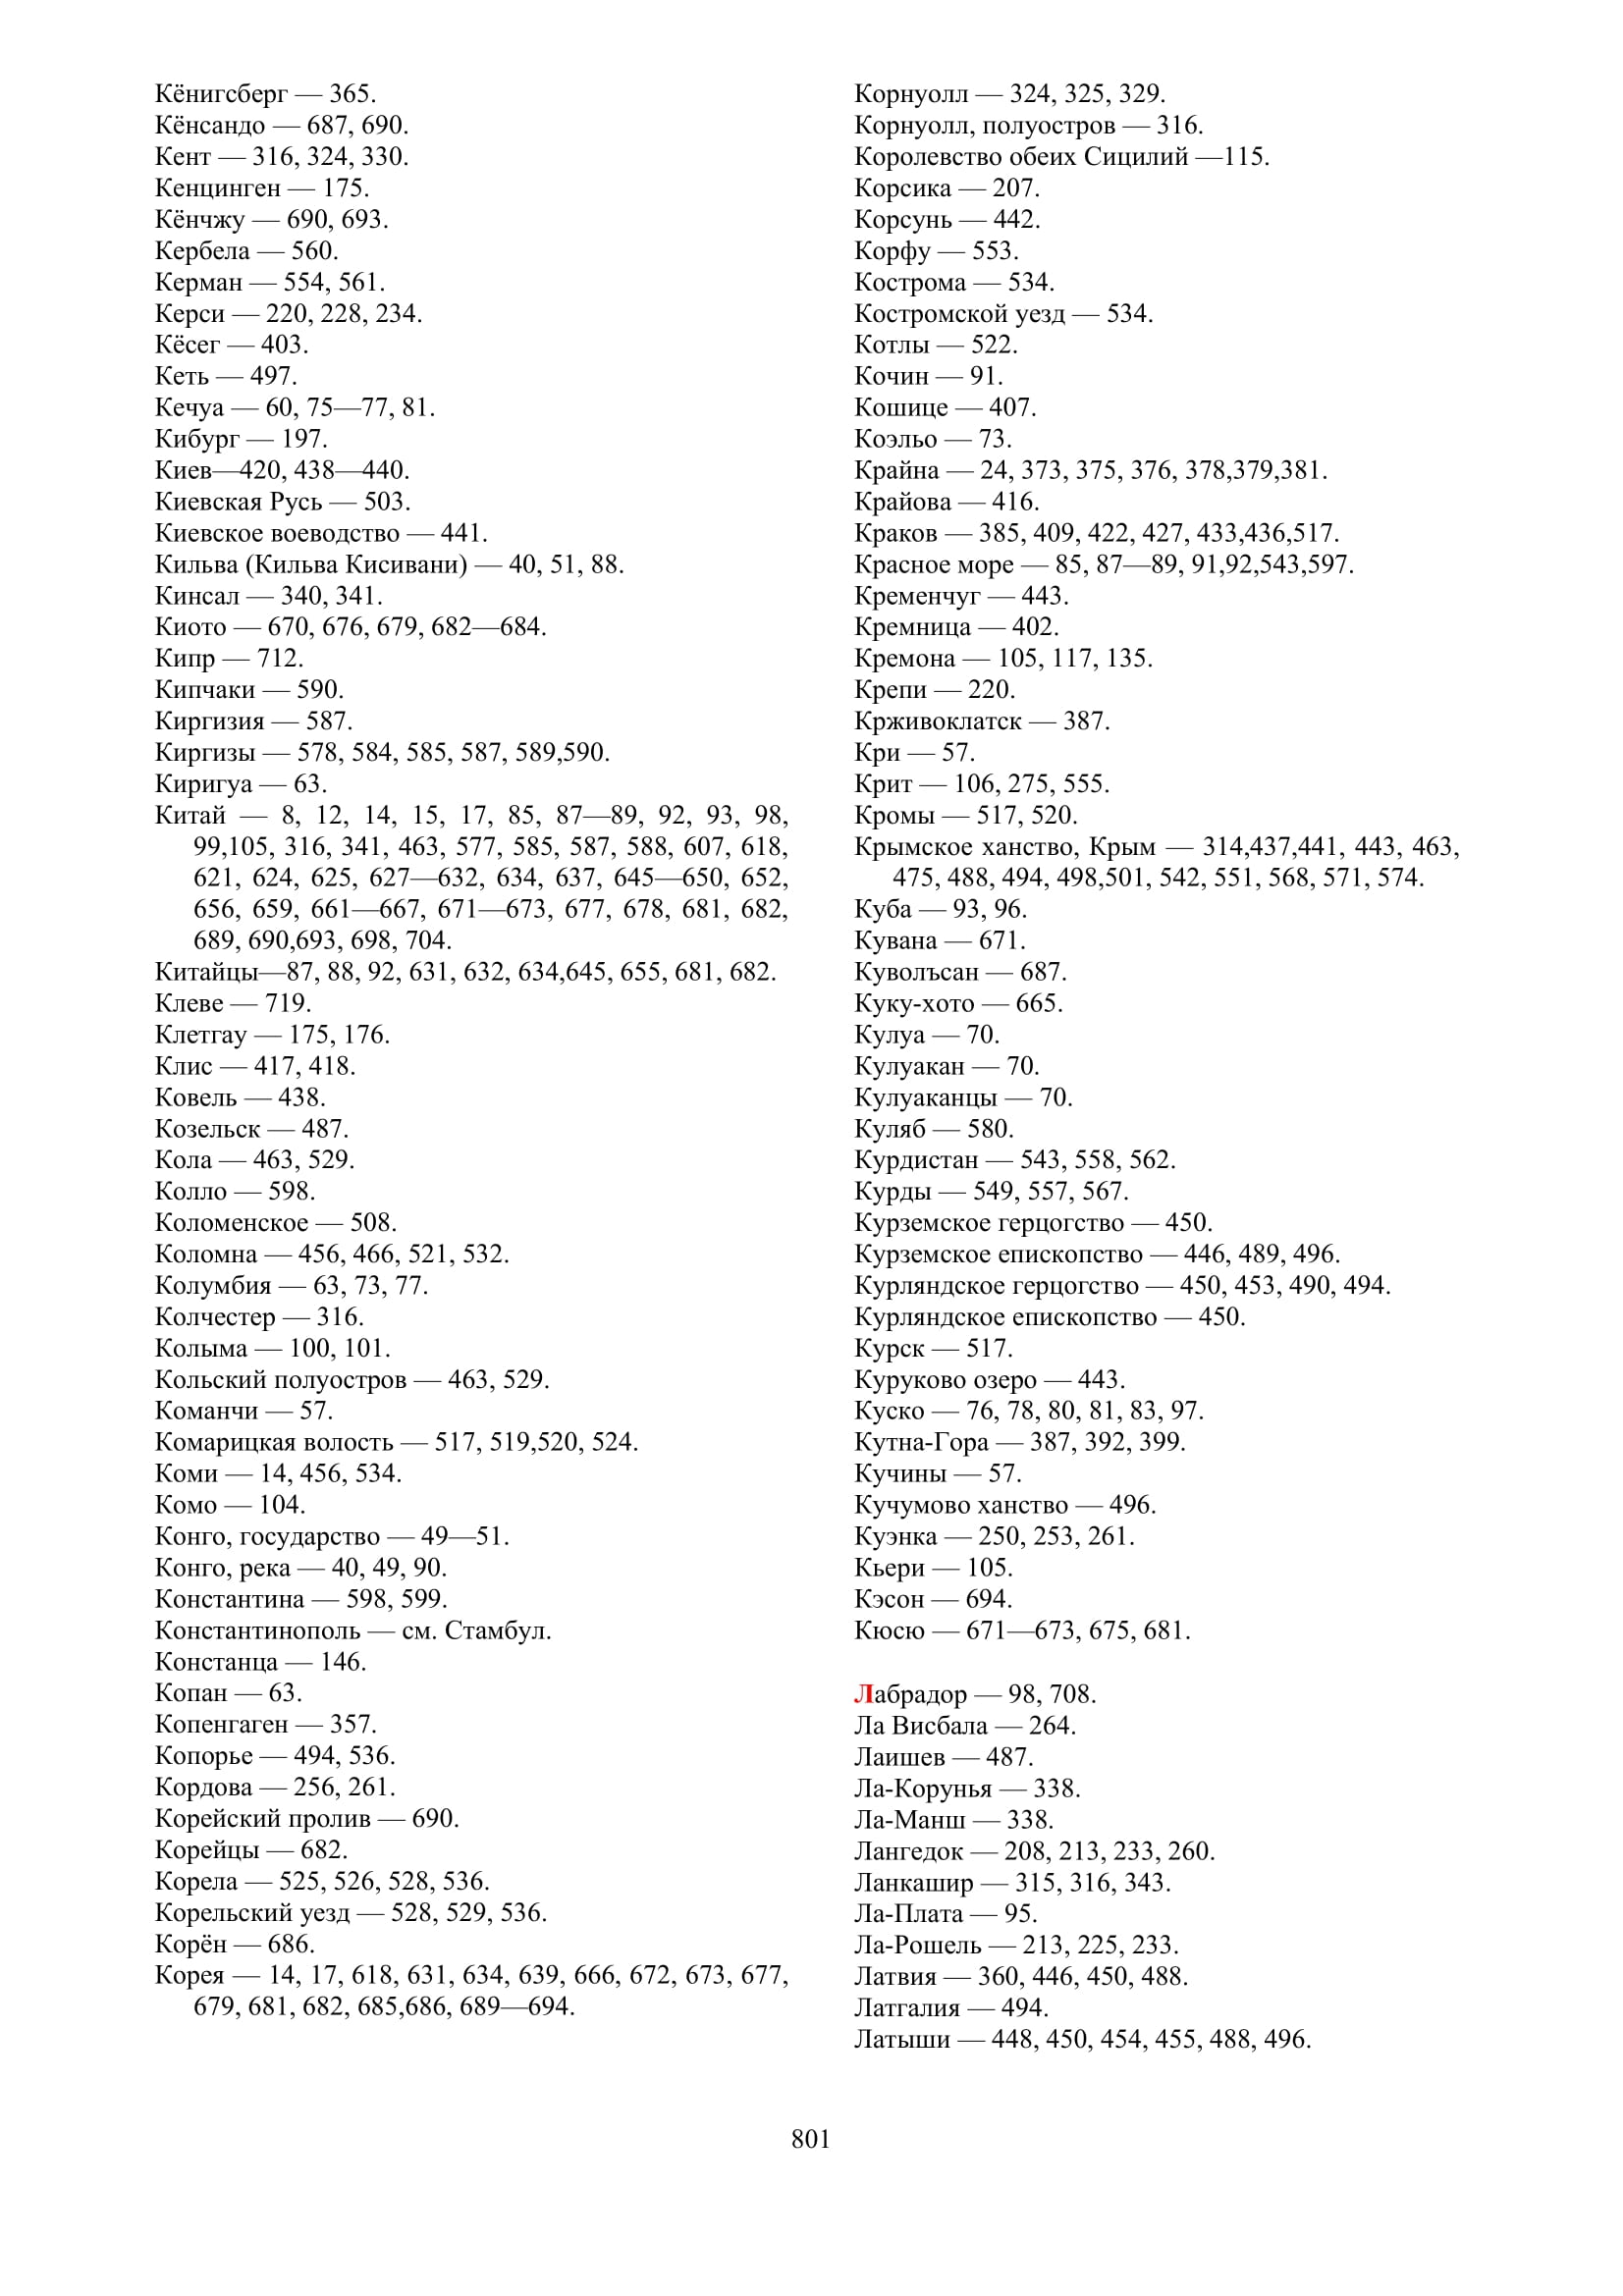 Кёнигсберг — 365.
Кёнсандо — 687, 690.
Кент — 316, 324, 330.
Кенцинген — 175.
Кёнчжу — 690, 693.
Кербела — 560.
Керман — 554, 561.
Керси — 220, 228, 234.
Кёсег — 403.
Кеть — 497.
Кечуа — 60, 75—77, 81.
Кибург — 197.
Киев—420, 438—440.
Киевская Русь — 503.
Киевское воеводство — 441.
Кильва (Кильва Кисивани) — 40, 51, 88.
Кинсал — 340, 341.
Киото — 670, 676, 679, 682—684.
Кипр — 712.
Кипчаки — 590.
Киргизия — 587.
Киргизы — 578, 584, 585, 587, 589,590.
Киригуа — 63.
Китай — 8, 12, 14, 15, 17, 85, 87—89, 92, 93, 98,
99,105, 316, 341, 463, 577, 585, 587, 588, 607, 618,
621, 624, 625, 627—632, 634, 637, 645—650, 652,
656, 659, 661—667, 671—673, 677, 678, 681, 682,
689, 690,693, 698, 704.
Китайцы—87, 88, 92, 631, 632, 634,645, 655, 681, 682.
Клеве — 719.
Клетгау — 175, 176.
Клис — 417, 418.
Ковель — 438.
Козельск — 487.
Кола — 463, 529.
Колло — 598.
Коломенское — 508.
Коломна — 456, 466, 521, 532.
Колумбия — 63, 73, 77.
Колчестер — 316.
Колыма — 100, 101.
Кольский полуостров — 463, 529.
Команчи — 57.
Комарицкая волость — 517, 519,520, 524.
Коми — 14, 456, 534.
Комо — 104.
Конго, государство — 49—51.
Конго, река — 40, 49, 90.
Константина — 598, 599.
Константинополь — см. Стамбул.
Констанца — 146.
Копан — 63.
Копенгаген — 357.
Копорье — 494, 536.
Кордова — 256, 261.
Корейский пролив — 690.
Корейцы — 682.
Корела — 525, 526, 528, 536.
Корельский уезд — 528, 529, 536.
Корён — 686.
Корея — 14, 17, 618, 631, 634, 639, 666, 672, 673, 677,
679, 681, 682, 685,686, 689—694.
Корнуолл — 324, 325, 329.
Корнуолл, полуостров — 316.
Королевство обеих Сицилий —115.
Корсика — 207.
Корсунь — 442.
Корфу — 553.
Кострома — 534.
Костромской уезд — 534.
Котлы — 522.
Кочин — 91.
Кошице — 407.
Коэльо — 73.
Крайна — 24, 373, 375, 376, 378,379,381.
Крайова — 416.
Краков — 385, 409, 422, 427, 433,436,517.
Красное море — 85, 87—89, 91,92,543,597.
Кременчуг — 443.
Кремница — 402.
Кремона — 105, 117, 135.
Крепи — 220.
Крживоклатск — 387.
Кри — 57.
Крит — 106, 275, 555.
Кромы — 517, 520.
Крымское ханство, Крым — 314,437,441, 443, 463,
475, 488, 494, 498,501, 542, 551, 568, 571, 574.
Куба — 93, 96.
Кувана — 671.
Куволъсан — 687.
Куку-хото — 665.
Кулуа — 70.
Кулуакан — 70.
Кулуаканцы — 70.
Куляб — 580.
Курдистан — 543, 558, 562.
Курды — 549, 557, 567.
Курземское герцогство — 450.
Курземское епископство — 446, 489, 496.
Курляндское герцогство — 450, 453, 490, 494.
Курляндское епископство — 450.
Курск — 517.
Куруково озеро — 443.
Куско — 76, 78, 80, 81, 83, 97.
Кутна-Гора — 387, 392, 399.
Кучины — 57.
Кучумово ханство — 496.
Куэнка — 250, 253, 261.
Кьери — 105.
Кэсон — 694.
Кюсю — 671—673, 675, 681.
Лабрадор — 98, 708.
Ла Висбала — 264.
Лаишев — 487.
Ла-Корунья — 338.
Ла-Манш — 338.
Лангедок — 208, 213, 233, 260.
Ланкашир — 315, 316, 343.
Ла-Плата — 95.
Ла-Рошель — 213, 225, 233.
Латвия — 360, 446, 450, 488.
Латгалия — 494.
Латыши — 448, 450, 454, 455, 488, 496.
801